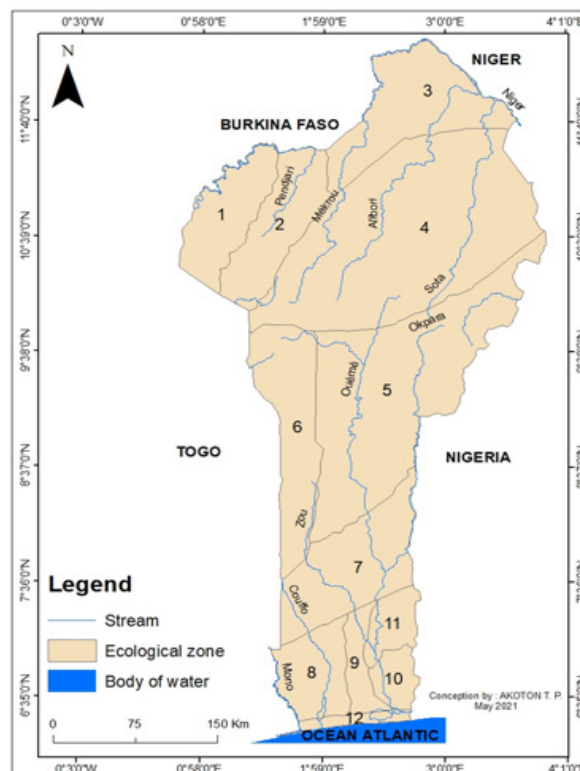 0°3'0"W 0°58'0"E 1°59'0"E 3°0'0"E 4°1'0"E
N
NIGER
Niger
BURKINA FASO
3
11°40'0"N
Pendjari
Mékrou
Alibori
1
2
4
10°39'0"N
Sota
Okpara
9°38'0"N
Ouémé
5
6
TOGO
NIGERIA
8°37'0"N
Zou
7
7°36'0"N
Legend
Stream
Ecological zone
Body of water
Couffo
Mono
11
8
9
10
6°35'0"N
12
Conception by : AKOTON T. P.
May 2021
0 75 150 Km
OCEAN ATLANTIC
0°3'0"W 0°58'0"E 1°59'0"E 3°0'0"E 4°1'0"E